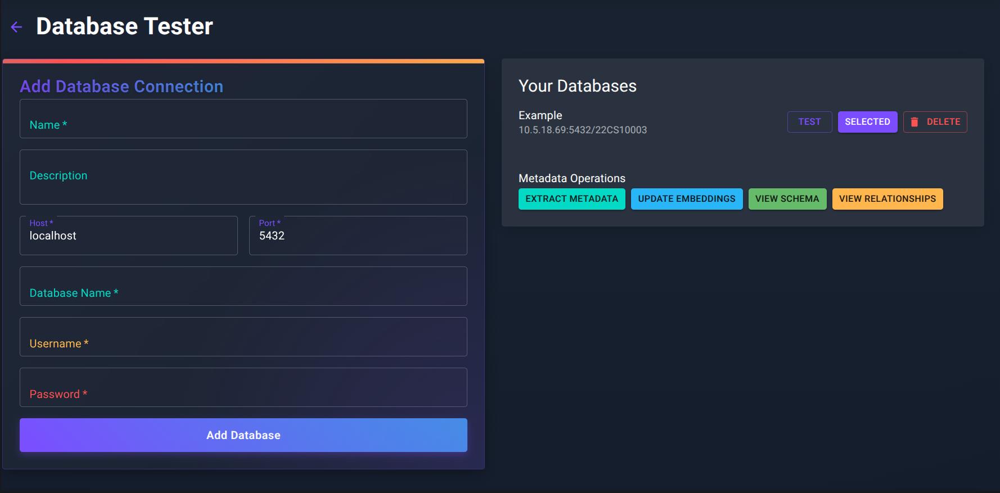 Database Tester
Add Database Connection
Name *
Description
Host *
localhost
Port *
5432
Database Name *
Username *
Password *
Add Database
Your Databases
Example
10.5.18.69:5432/22CS10003
TEST
SELECTED
DELETE
Metadata Operations
EXTRACT METADATA
UPDATE EMBEDDINGS
VIEW SCHEMA
VIEW RELATIONSHIPS